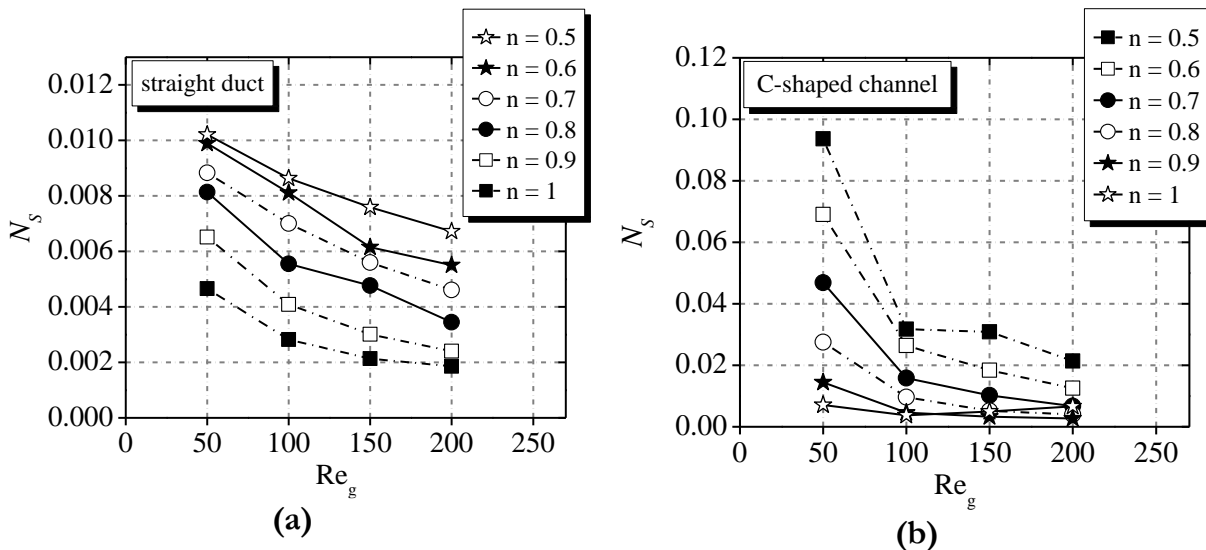 straight duct
n = 0.5
n = 0.6
n = 0.7
n = 0.8
n = 0.9
n = 1
0.012
0.010
0.008
0.006
0.004
0.002
0.000
N_S
0 50 100 150 200 250
Re_g
(a)
C-shaped channel
n = 0.5
n = 0.6
n = 0.7
n = 0.8
n = 0.9
n = 1
0.12
0.10
0.08
0.06
0.04
0.02
0.00
N_S
0 50 100 150 200 250
Re_g
(b)